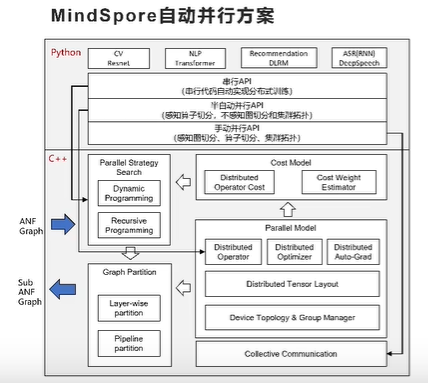 MindSpore自动并行方案
Python
CV
Resnet
NLP
Transformer
Recommendation
DLRM
ASR(RNN)
DeepSpeech
串行API
(串行代码自动实现分布式训练)
半自动并行API
(感知算子切分，不感知图切分和集群拓扑)
手动并行API
(感知图切分、算子切分、集群拓扑)
C++
Parallel Strategy
Search
Dynamic
Programming
Recursive
Programming
Cost Model
Distributed
Operator Cost
Cost Weight
Estimator
ANF
Graph
Parallel Model
Distributed
Operator
Distributed
Optimizer
Distributed
Auto-Grad
Sub
ANF
Graph
Graph Partition
Layer-wise
partition
Pipeline
partition
Distributed Tensor Layout
Device Topology & Group Manager
Collective Communication